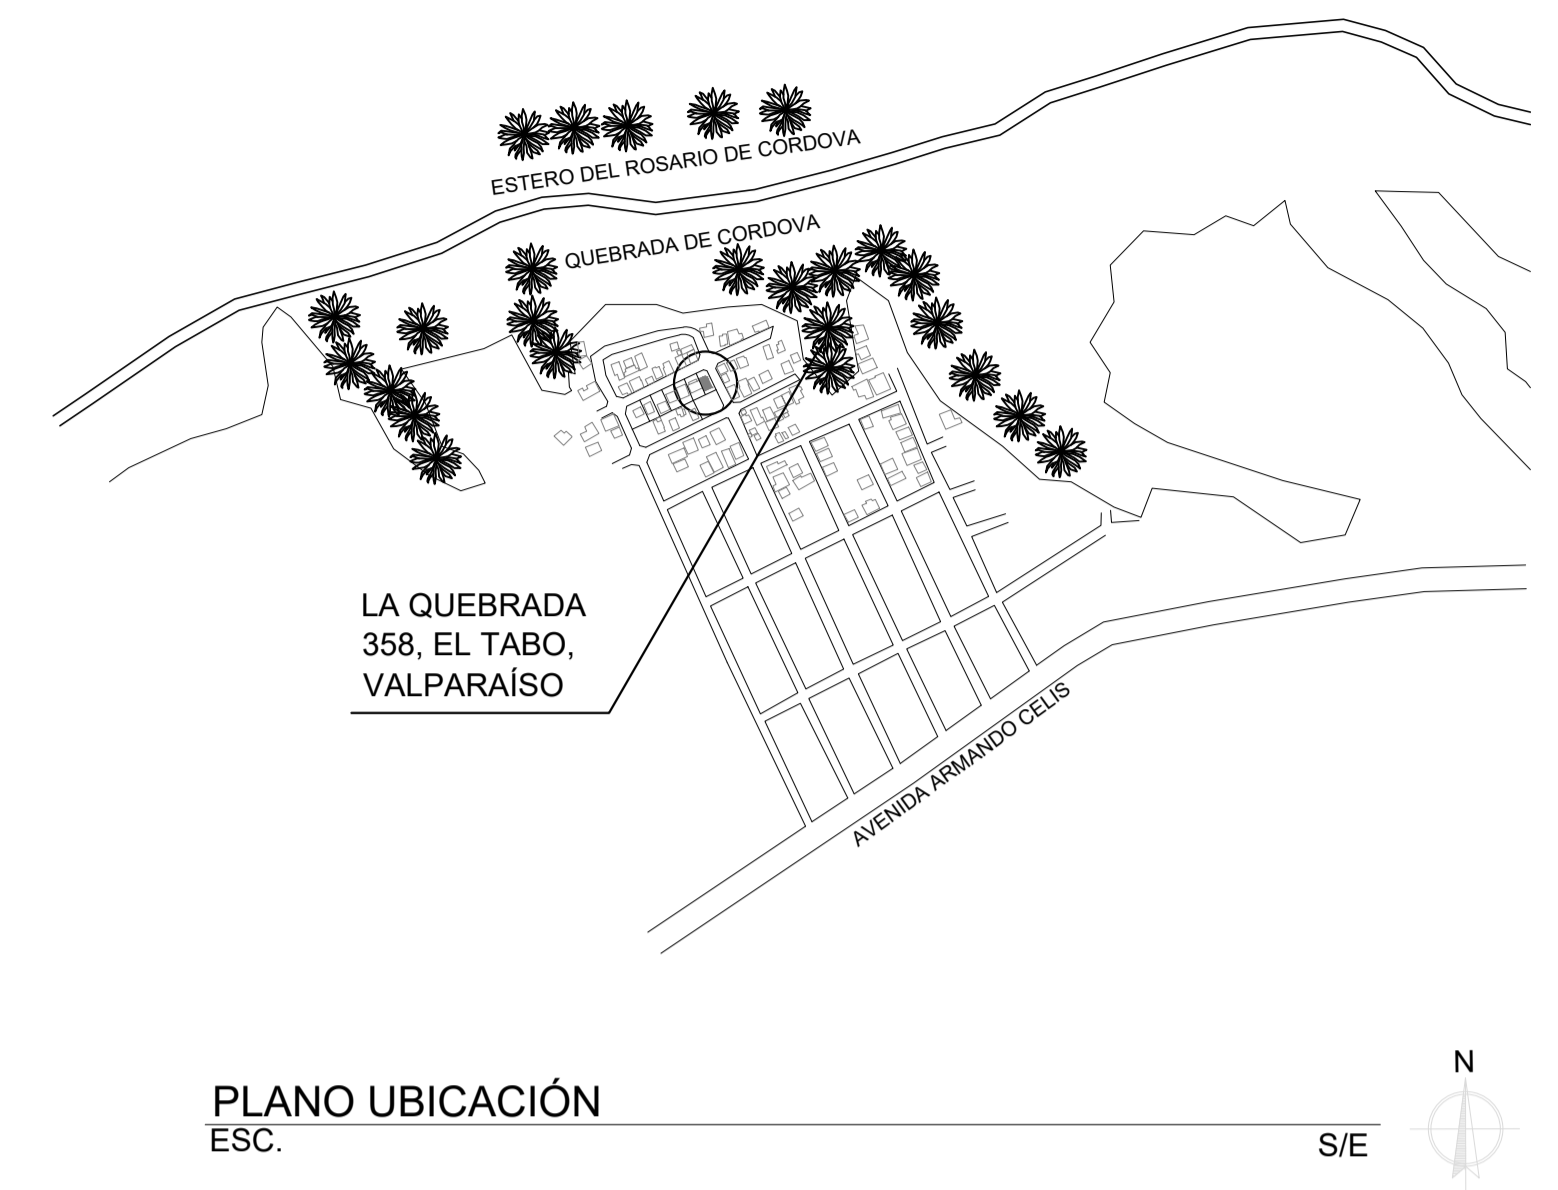 ESTERO DEL ROSARIO DE CORDOVA
QUEBRADA DE CORDOVA
LA QUEBRADA
358, EL TABO,
VALPARAÍSO
AVENIDA ARMANDO CELIS
N
PLANO UBICACIÓN
ESC.
S/E